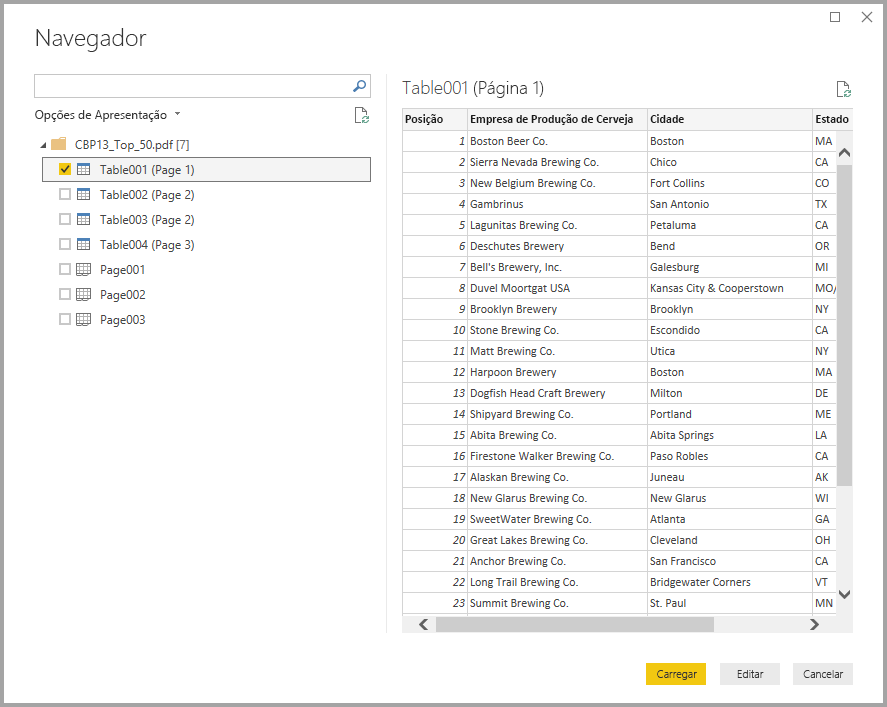 Navegador
Opções de Apresentação
CBP13_Top_50.pdf [7]
Table001 (Page 1)
Table002 (Page 2)
Table003 (Page 2)
Table004 (Page 3)
Page001
Page002
Page003
Table001 (Página 1)
Posição Empresa de Produção de Cerveja Cidade Estado
1 Boston Beer Co. Boston MA
2 Sierra Nevada Brewing Co. Chico CA
3 New Belgium Brewing Co. Fort Collins CO
4 Gambrinus San Antonio TX
5 Lagunitas Brewing Co. Petaluma CA
6 Deschutes Brewery Bend OR
7 Bell's Brewery, Inc. Galesburg MI
8 Duvel Moortgat USA Kansas City & Cooperstown MO/
9 Brooklyn Brewery Brooklyn NY
10 Stone Brewing Co. Escondido CA
11 Matt Brewing Co. Utica NY
12 Harpoon Brewery Boston MA
13 Dogfish Head Craft Brewery Milton DE
14 Shipyard Brewing Co. Portland ME
15 Abita Brewing Co. Abita Springs LA
16 Firestone Walker Brewing Co. Paso Robles CA
17 Alaskan Brewing Co. Juneau AK
18 New Glarus Brewing Co. New Glarus WI
19 SweetWater Brewing Co. Atlanta GA
20 Great Lakes Brewing Co. Cleveland OH
21 Anchor Brewing Co. San Francisco CA
22 Long Trail Brewing Co. Bridgewater Corners VT
23 Summit Brewing Co. St. Paul MN
Carregar Editar Cancelar